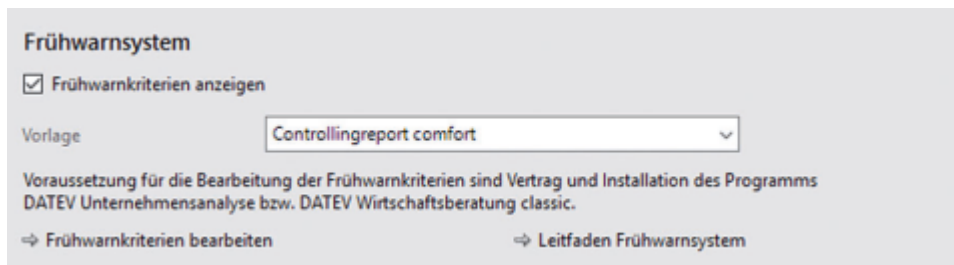 Frühwarnsystem
Frühwarnkriterien anzeigen
Vorlage Controllingreport comfort
Voraussetzung für die Bearbeitung der Frühwarnkriterien sind Vertrag und Installation des Programms
DATEV Unternehmensanalyse bzw. DATEV Wirtschaftsberatung classic.
⇨ Frühwarnkriterien bearbeiten ⇨ Leitfaden Frühwarnsystem